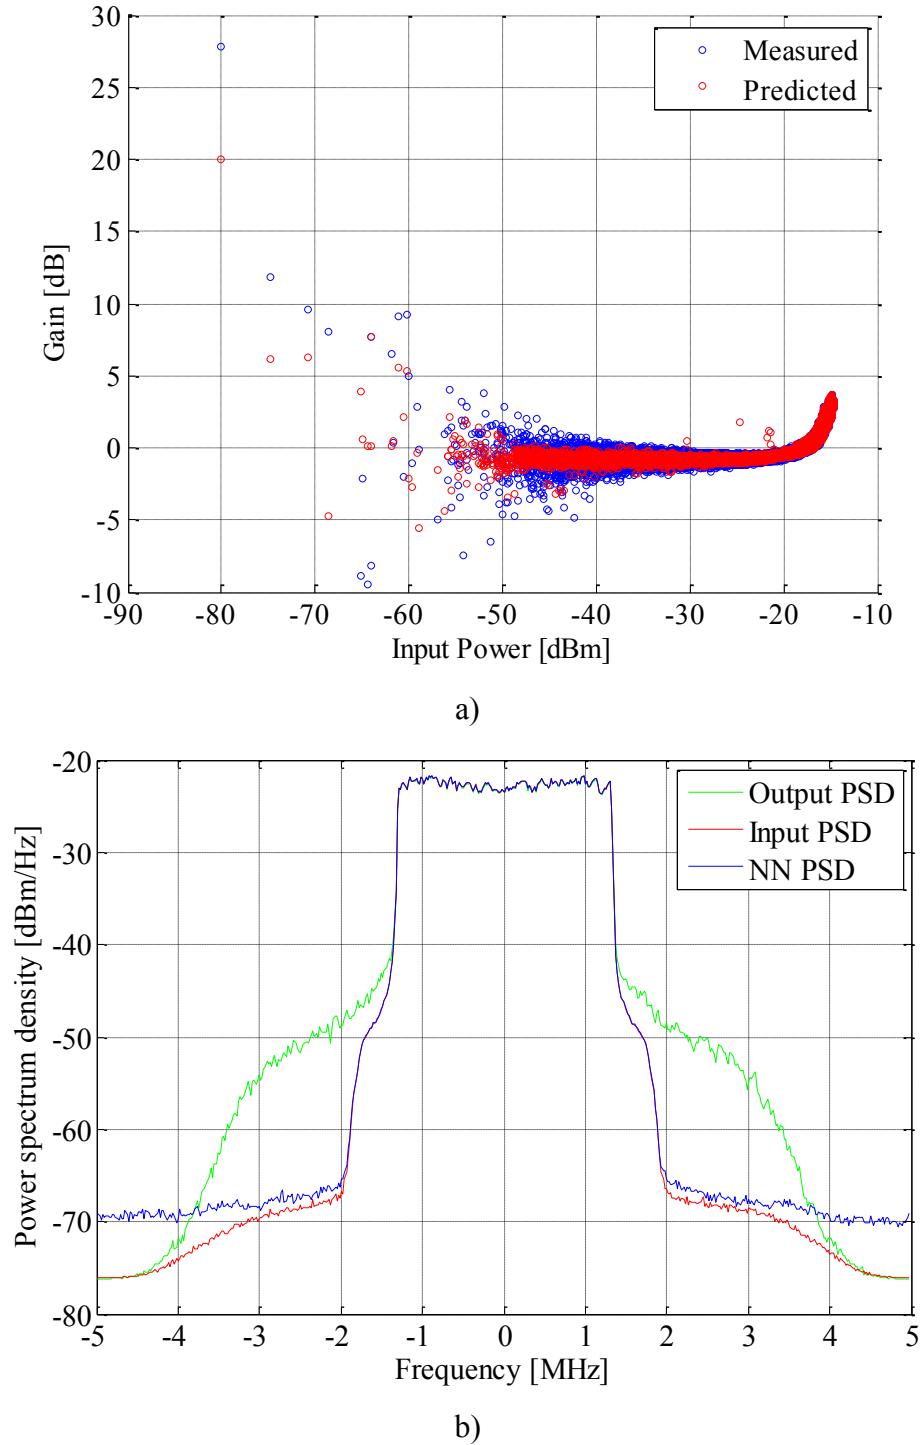 30
25
20
15
10
5
0
-5
-10
Gain [dB]
Measured
Predicted
-90 -80 -70 -60 -50 -40 -30 -20 -10
Input Power [dBm]
a)
-20
-30
-40
-50
-60
-70
-80
Power spectrum density [dBm/Hz]
Output PSD
Input PSD
NN PSD
-5 -4 -3 -2 -1 0 1 2 3 4 5
Frequency [MHz]
b)